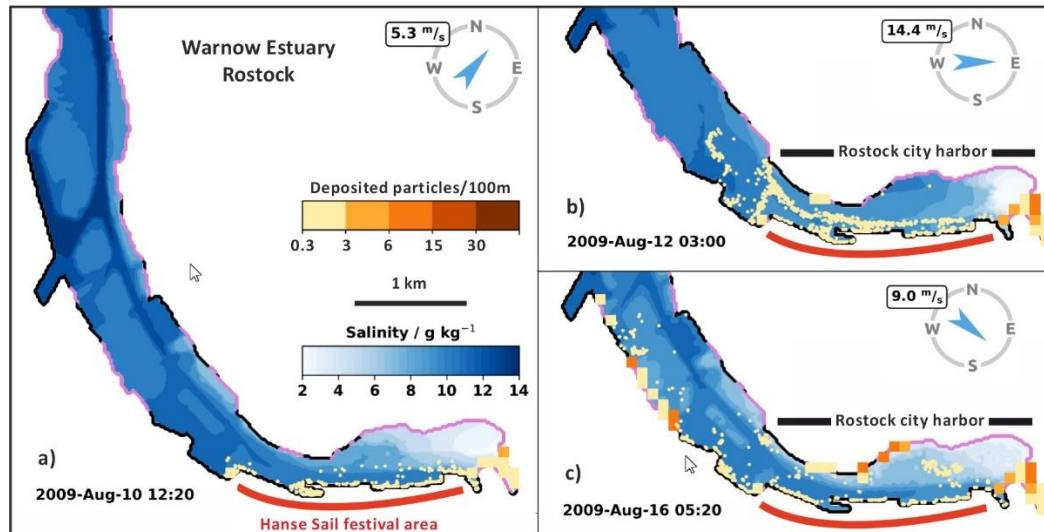 Warnow Estuary
Rostock
5.3 m/s
N
W E
S
Deposited particles/100m
0.3 3 6 15 30
1 km
Salinity / g kg⁻¹
2 4 6 8 10 12 14
a)
2009-Aug-10 12:20
Hanse Sail festival area
14.4 m/s
N
W E
S
Rostock city harbor
b)
2009-Aug-12 03:00
9.0 m/s
N
W E
S
Rostock city harbor
c)
2009-Aug-16 05:20